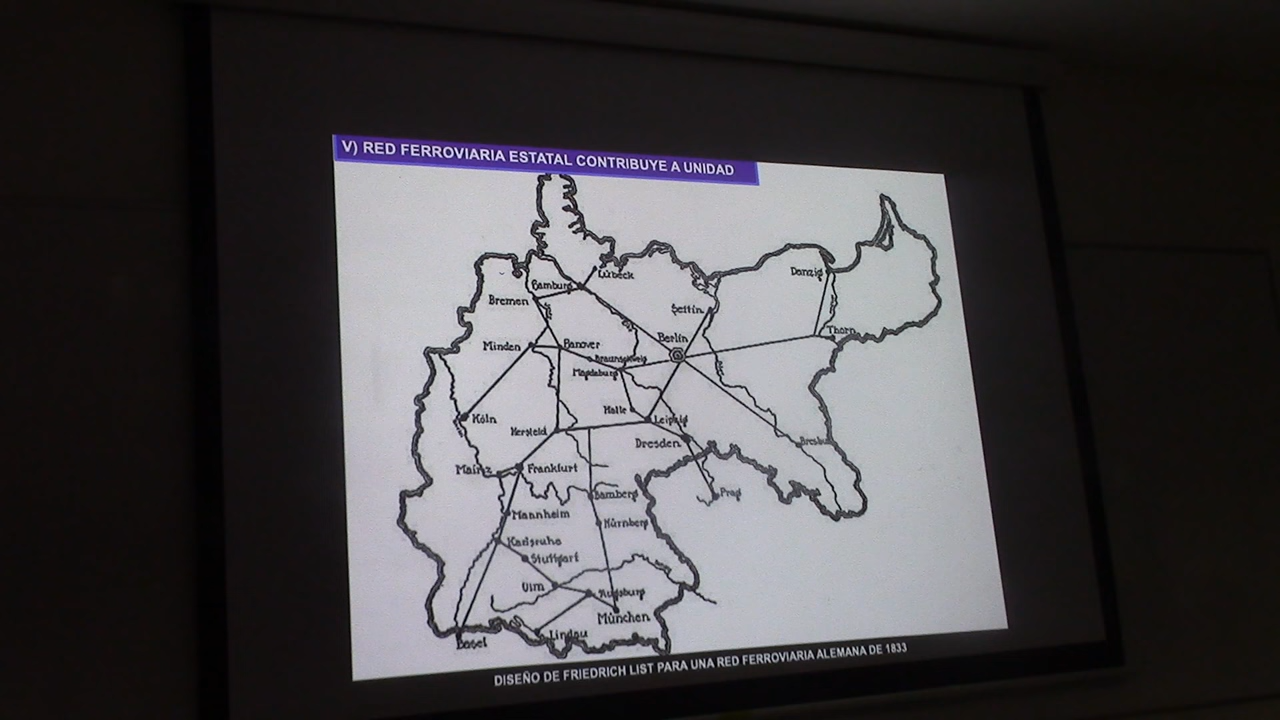 V) RED FERROVIARIA ESTATAL CONTRIBUYE A UNIDAD
Lübeck
Hamburg
Danzig
Bremen
Settin
Thorn
Berlin
Minden
Hanover
Braunschweig
Magdeburg
Halle
Leipzig
Köln
Hersfeld
Dresden
Breslau
Mainz
Frankfurt
Bamberg
Prag
Mannheim
Nürnberg
Karlsruhe
Stuttgart
Ulm
Augsburg
München
Lindau
Basel
DISEÑO DE FRIEDRICH LIST PARA UNA RED FERROVIARIA ALEMANA DE 1833